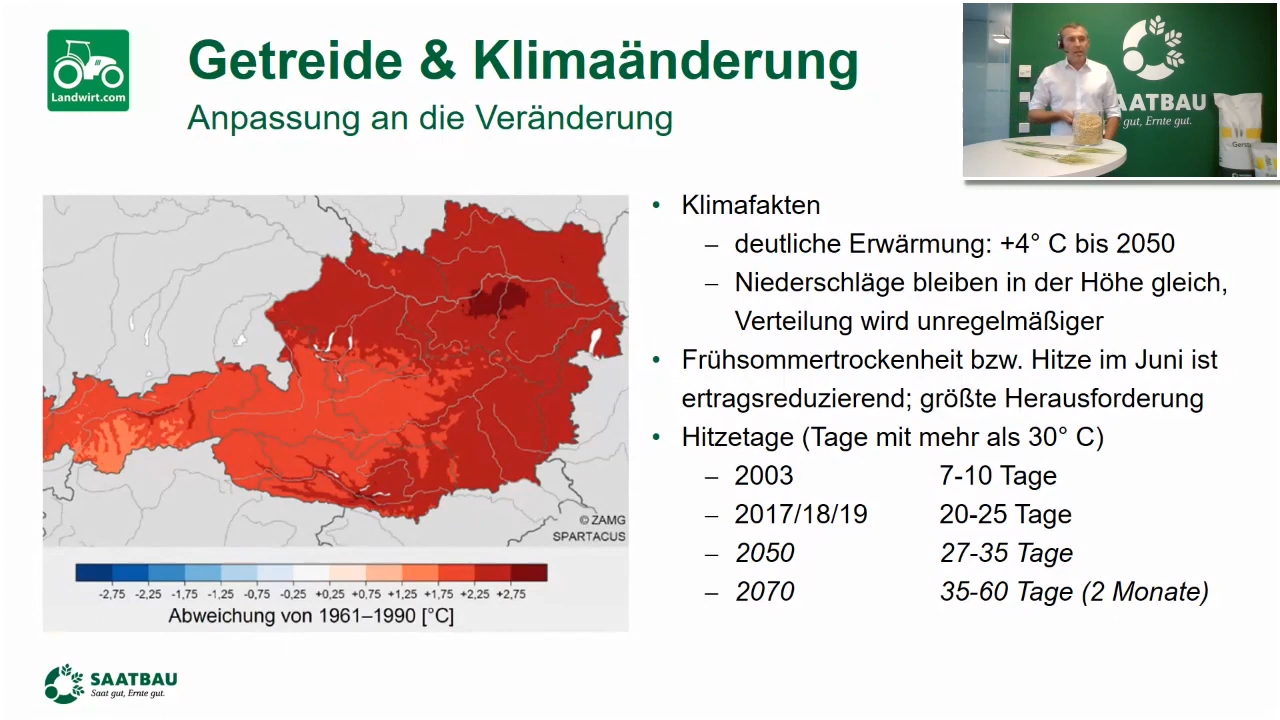 Landwirt.com
Getreide & Klimaänderung
Anpassung an die Veränderung
AATBAU
gut, Ernte gut.
Gerste
• Klimafakten
– deutliche Erwärmung: +4° C bis 2050
– Niederschläge bleiben in der Höhe gleich,
Verteilung wird unregelmäßiger
• Frühsommertrockenheit bzw. Hitze im Juni ist
ertragsreduzierend; größte Herausforderung
• Hitzetage (Tage mit mehr als 30° C)
– 2003 7-10 Tage
– 2017/18/19 20-25 Tage
– 2050 27-35 Tage
– 2070 35-60 Tage (2 Monate)
© ZAMG
SPARTACUS
-2,75 -2,25 -1,75 -1,25 -0,75 -0,25 +0,25 +0,75 +1,25 +1,75 +2,25 +2,75
Abweichung von 1961–1990 [°C]
SAATBAU
Saat gut, Ernte gut.